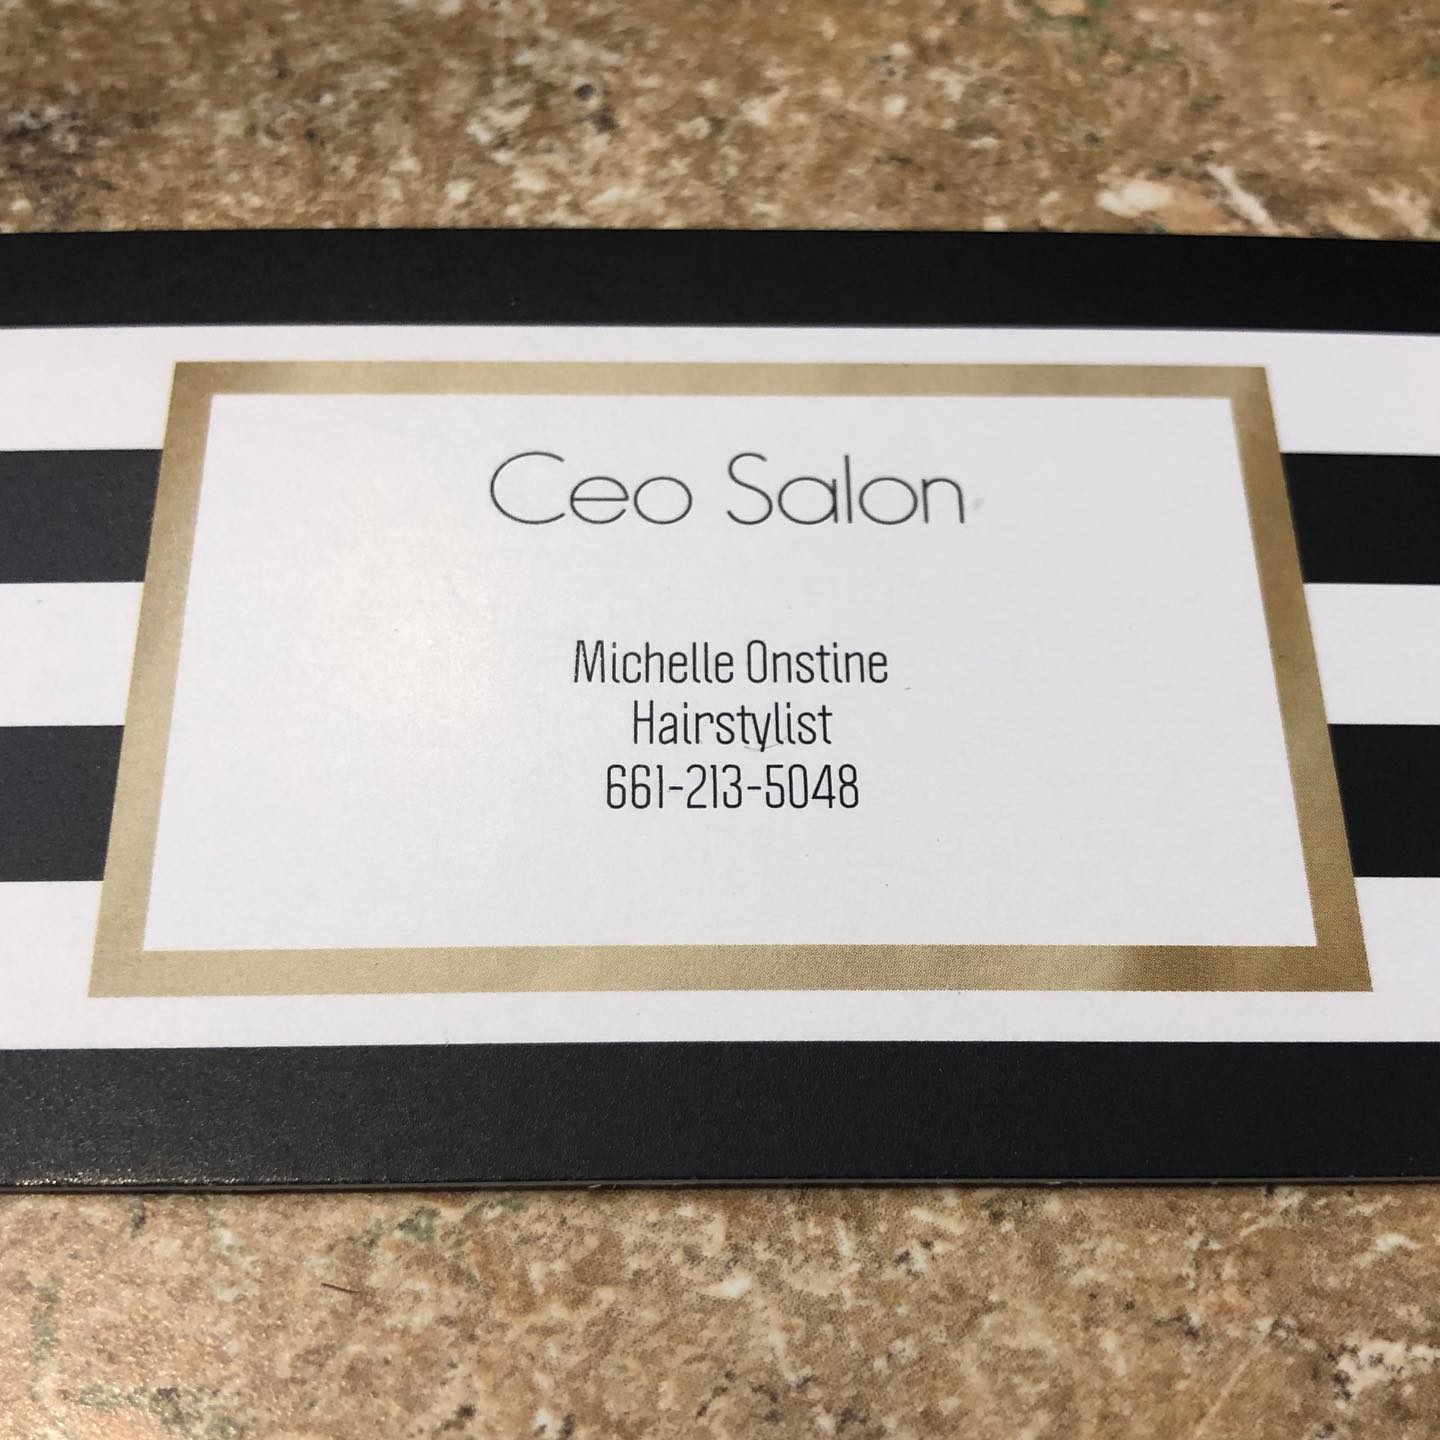 Ceo Salon
Michelle Onstine
Hairstylist
661-213-5048